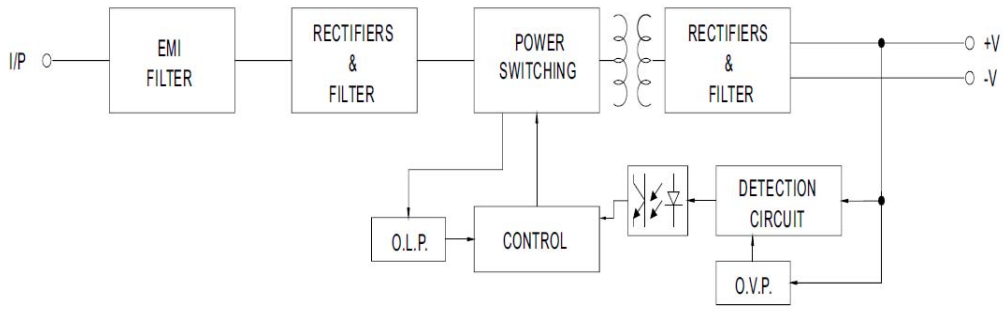 I/P
EMI
FILTER
RECTIFIERS
&
FILTER
POWER
SWITCHING
RECTIFIERS
&
FILTER
+V
-V
O.L.P.
CONTROL
DETECTION
CIRCUIT
O.V.P.